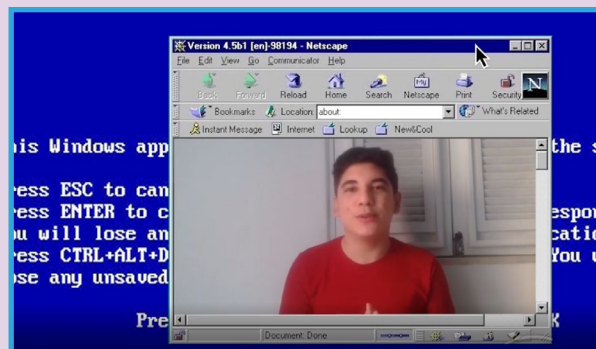 Version 4.5b1 [en]-98194 - Netscape
File Edit View Go Communicator Help
Back Forward Reload Home Search Netscape Print Security N
My
Bookmarks Location: about: What's Related
Instant Message Internet Lookup New&Cool
his Windows app the s
ress ESC to can
ress ENTER to c espon
ou will lose an catio
ress CTRL+ALT+D You w
ose any unsaved
Pre K
Document: Done